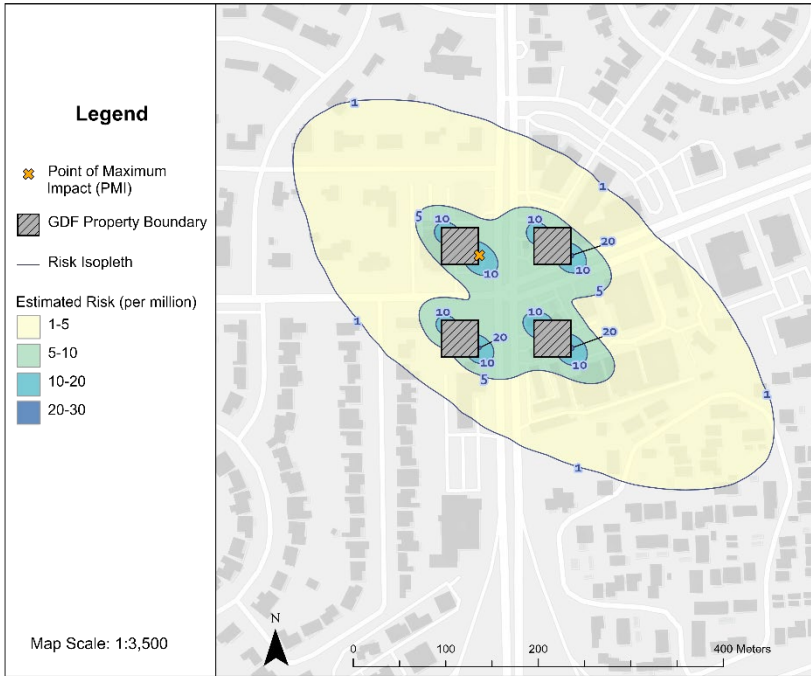 Legend
Point of Maximum
Impact (PMI)
GDF Property Boundary
Risk Isopleth
Estimated Risk (per million)
1-5
5-10
10-20
20-30
Map Scale: 1:3,500
1
1
5
10
10
20
10
10
5
1
10
20
10
20
10
10
5
1
1
N
0
100
200
400 Meters